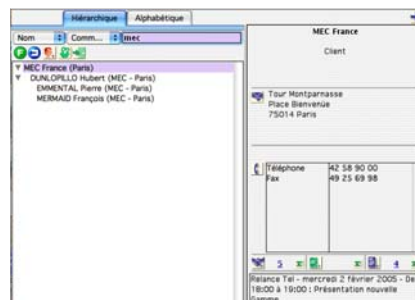 Hiérarchique Alphabétique
Nom Comm... mec
MEC France (Paris)
DUNLOPILLO Hubert (MEC - Paris)
EMMENTAL Pierre (MEC - Paris)
MERMAID François (MEC - Paris)
MEC France
Client
Tour Montparnasse
Place Bienvenüe
75014 Paris
Téléphone 42 58 90 00
Fax 49 25 69 98
5 4
Relance Tel - mercredi 2 février 2005 - De
18:00 à 19:00 : Présentation nouvelle
Gamme